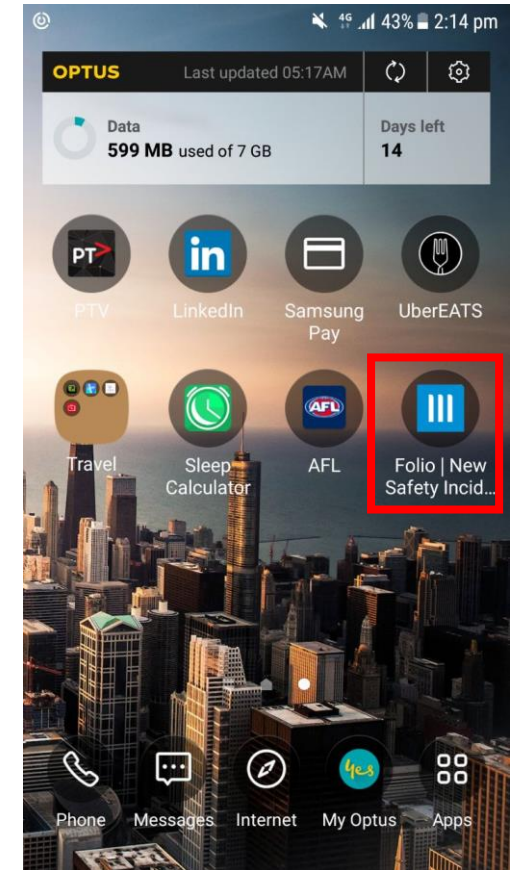 4G 43% 2:14 pm
OPTUS Last updated 05:17AM
Data Days left
599 MB used of 7 GB 14
PT>
in
AFL
PTV LinkedIn Samsung Pay UberEATS
Travel Sleep Calculator AFL Folio | New Safety Incid...
yes
Phone Messages Internet My Optus Apps